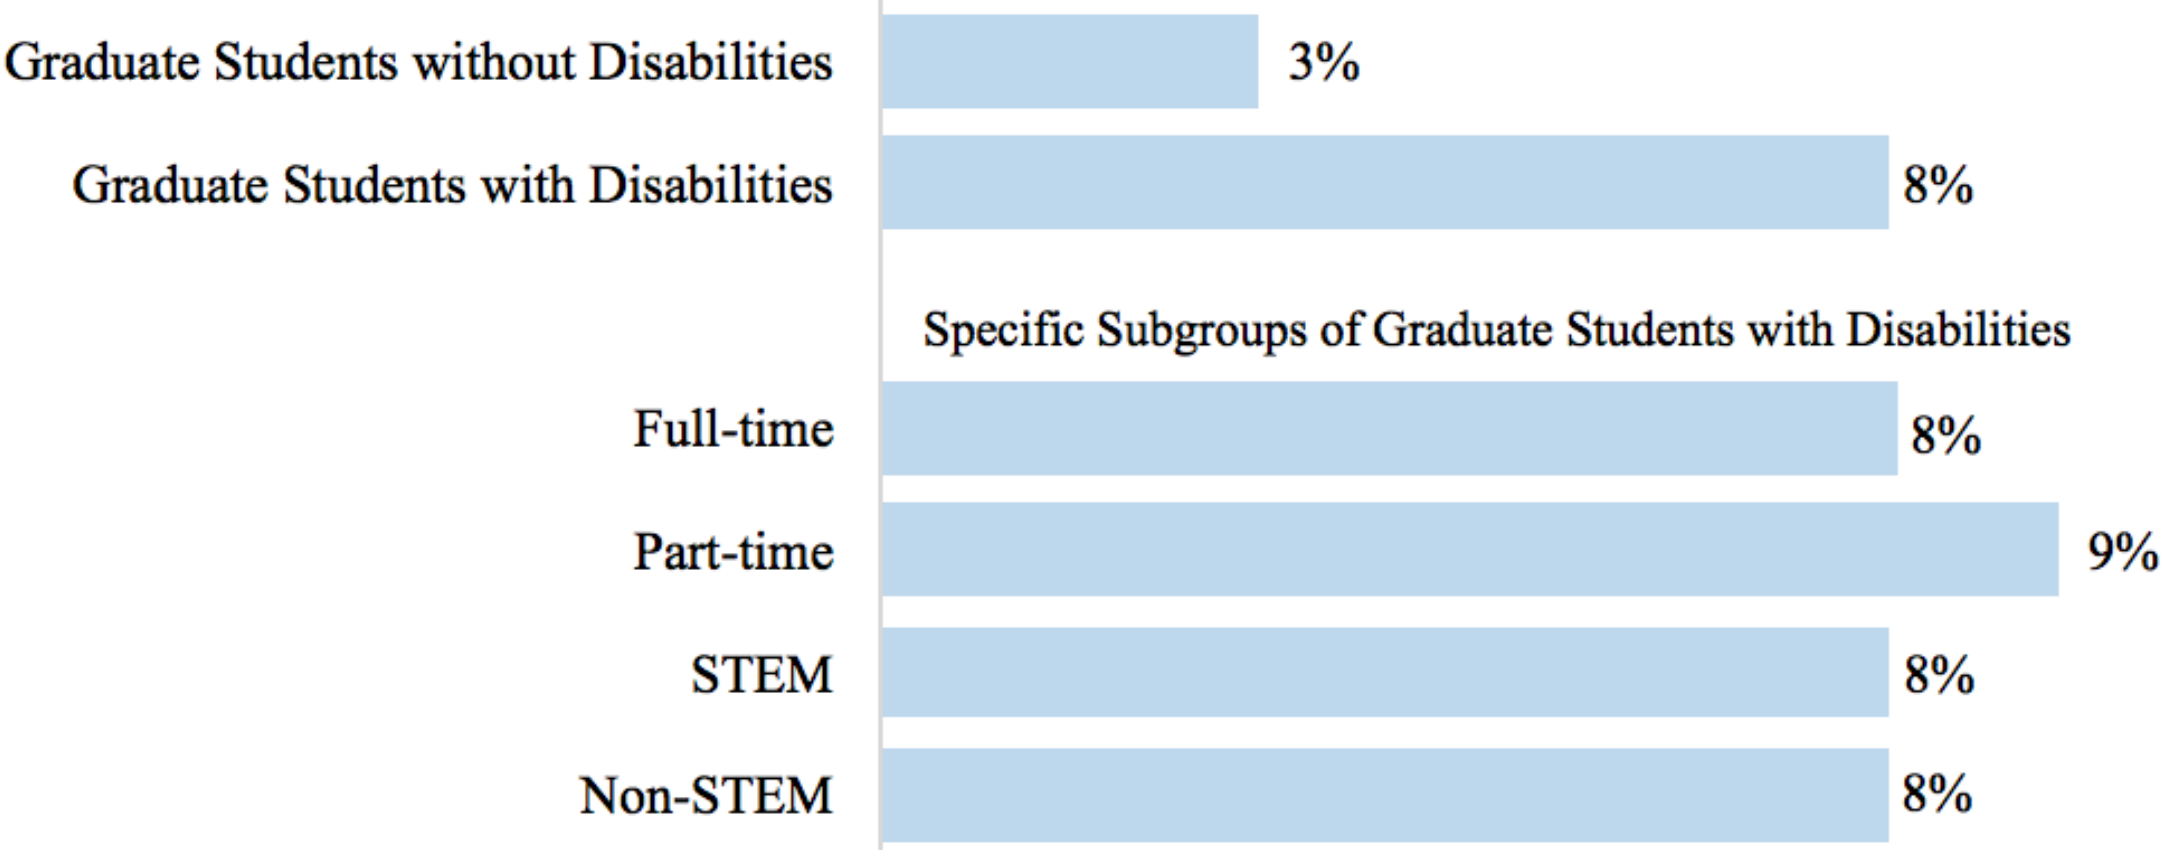 Graduate Students without Disabilities 3%
Graduate Students with Disabilities 8%
Specific Subgroups of Graduate Students with Disabilities
Full-time 8%
Part-time 9%
STEM 8%
Non-STEM 8%